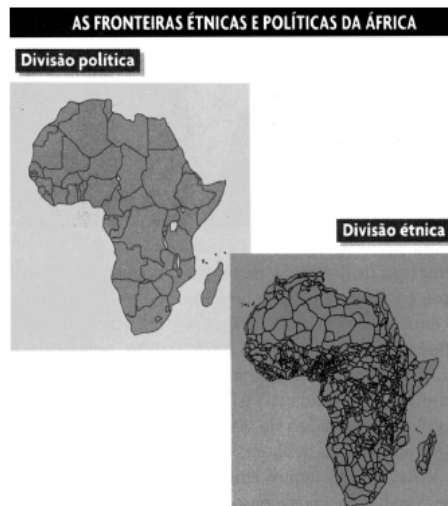 AS FRONTEIRAS ÉTNICAS E POLÍTICAS DA ÁFRICA
Divisão política
Divisão étnica